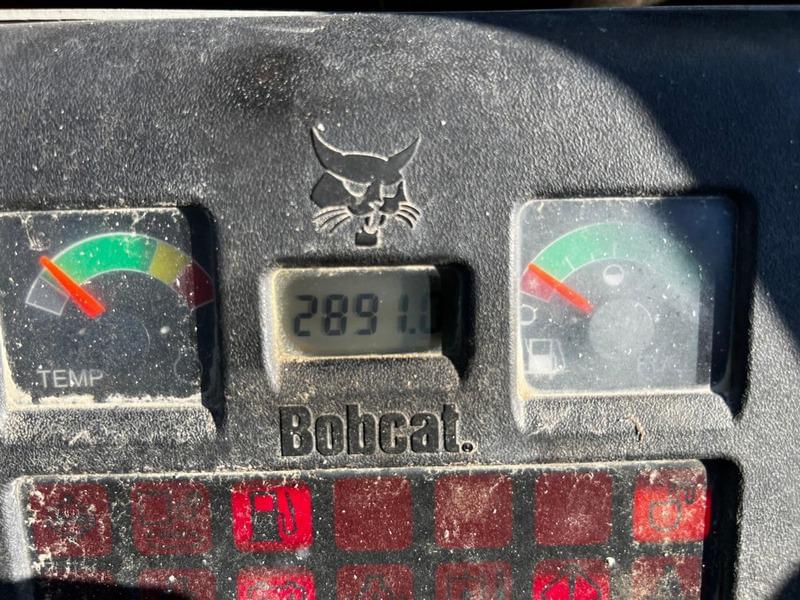 2891.
TEMP
Bobcat.